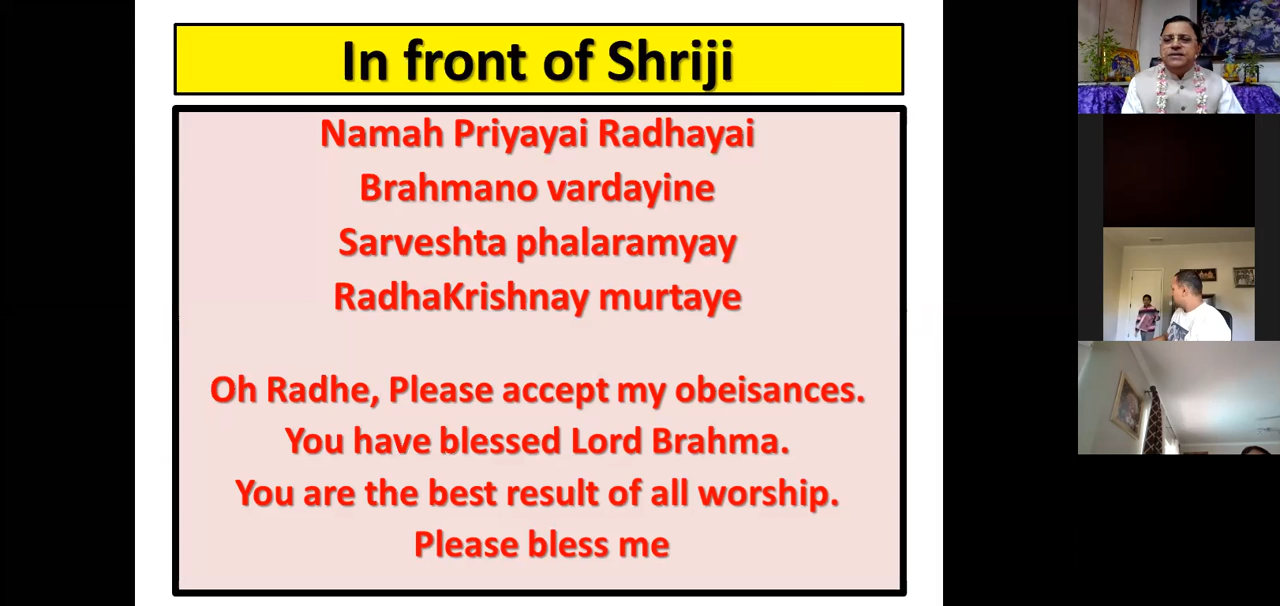 In front of Shriji
Namah Priyayai Radhayai
Brahmano vardayine
Sarveshta phalaramyay
RadhaKrishnay murtaye
Oh Radhe, Please accept my obeisances.
You have blessed Lord Brahma.
You are the best result of all worship.
Please bless me